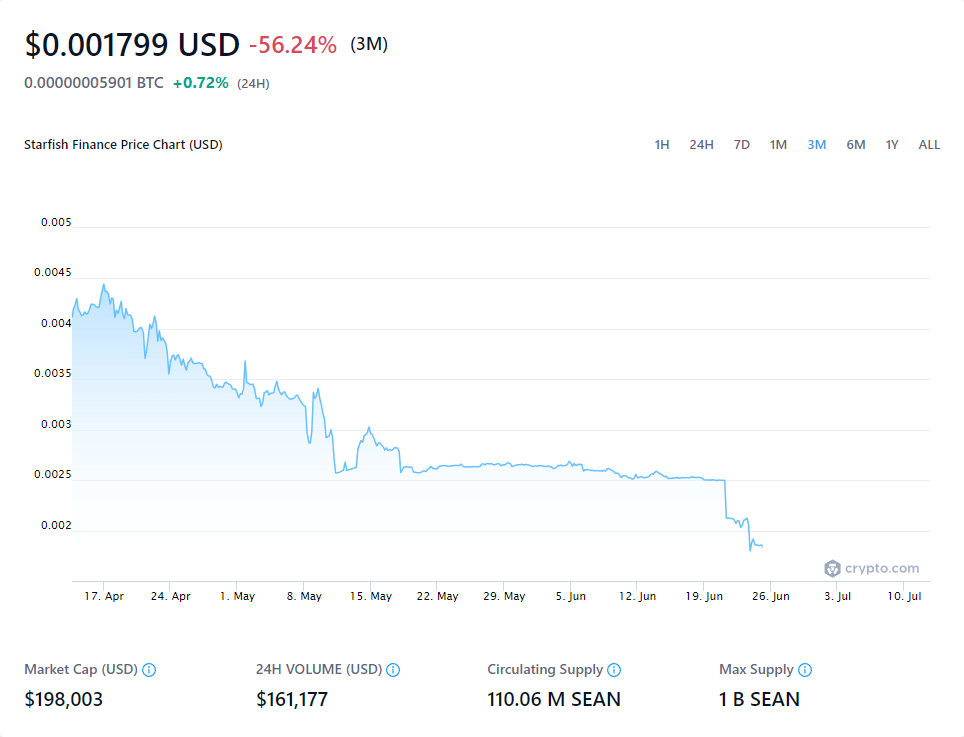 $0.001799 USD -56.24% (3M)
0.00000005901 BTC +0.72% (24H)
Starfish Finance Price Chart (USD) 1H 24H 7D 1M 3M 6M 1Y ALL
0.005
0.0045
0.004
0.0035
0.003
0.0025
0.002
crypto.com
17. Apr 24. Apr 1. May 8. May 15. May 22. May 29. May 5. Jun 12. Jun 19. Jun 26. Jun 3. Jul 10. Jul
Market Cap (USD) 24H VOLUME (USD) Circulating Supply Max Supply
$198,003 $161,177 110.06 M SEAN 1 B SEAN